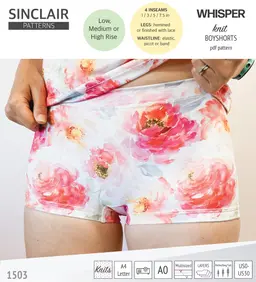 SINCLAIR
PATTERNS
Low,
Medium or
High Rise
4 INSEAMS
LEGS: hemmed
or finished with lace
WAISTLINE: elastic,
picot or band
WHISPER
knit
BOYSHORTS
pdf pattern
1503
Knits
A4
Letter
A0
LAYERS
US0-
US30